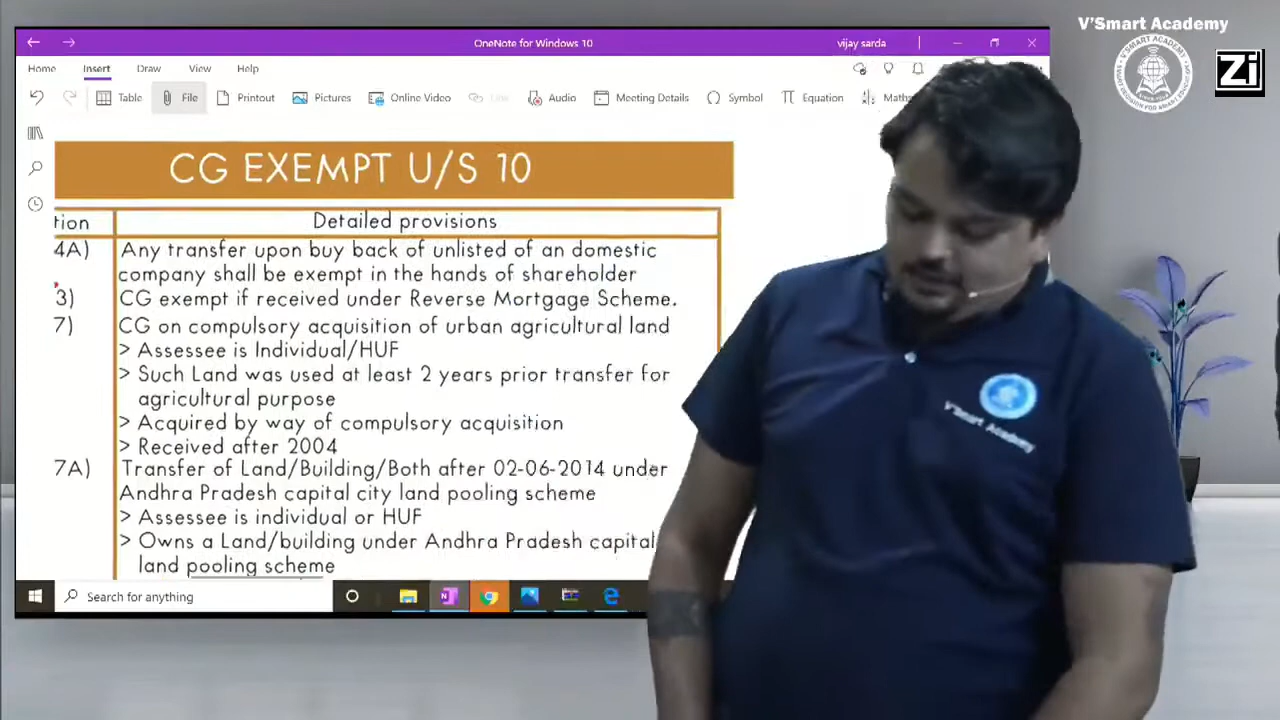 V'Smart Academy
OneNote for Windows 10
vijay sarda
Home
Insert
Draw
View
Help
Table
File
Printout
Pictures
Online Video
Link
Audio
Meeting Details
Symbol
Equation
Maths
Zi
CG EXEMPT U/S 10
tion
Detailed provisions
4A)
Any transfer upon buy back of unlisted of an domestic
company shall be exempt in the hands of shareholder
3)
CG exempt if received under Reverse Mortgage Scheme.
7)
CG on compulsory acquisition of urban agricultural land
> Assessee is Individual/HUF
> Such Land was used at least 2 years prior transfer for
agricultural purpose
> Acquired by way of compulsory acquisition
> Received after 2004
7A)
Transfer of Land/Building/Both after 02-06-2014 under
Andhra Pradesh capital city land pooling scheme
> Assessee is individual or HUF
> Owns a Land/building under Andhra Pradesh capital
land pooling scheme
Search for anything
V'Smart Academy